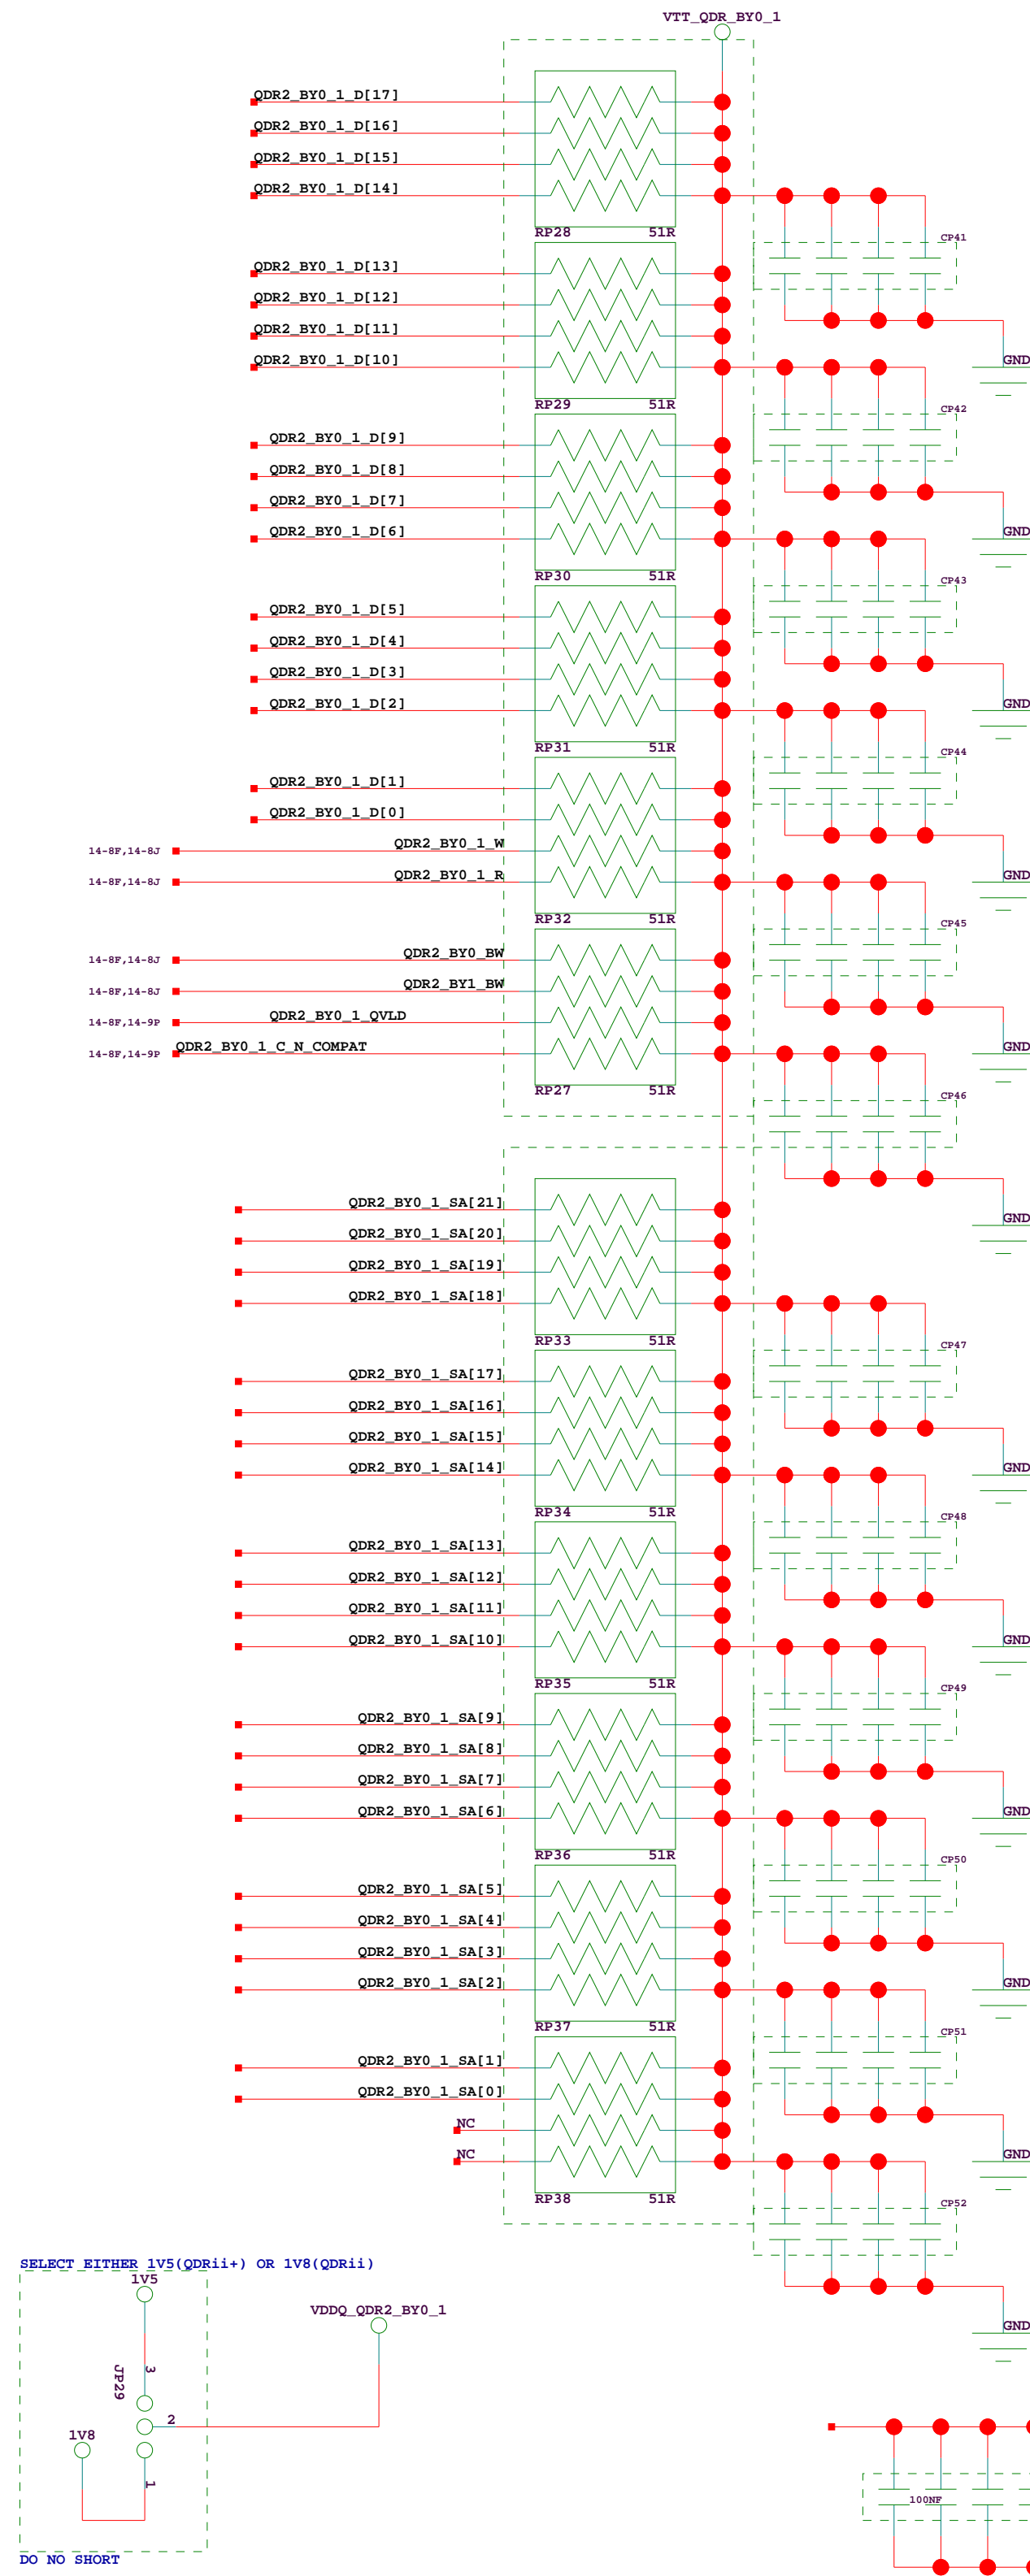 VTT_QDR_BY0_1
QDR2_BY0_1_D[17]
QDR2_BY0_1_D[16]
QDR2_BY0_1_D[15]
QDR2_BY0_1_D[14]
RP28 51R
CP41
QDR2_BY0_1_D[13]
QDR2_BY0_1_D[12]
QDR2_BY0_1_D[11]
QDR2_BY0_1_D[10]
GND
RP29 51R
CP42
QDR2_BY0_1_D[9]
QDR2_BY0_1_D[8]
QDR2_BY0_1_D[7]
QDR2_BY0_1_D[6]
GND
RP30 51R
CP43
QDR2_BY0_1_D[5]
QDR2_BY0_1_D[4]
QDR2_BY0_1_D[3]
QDR2_BY0_1_D[2]
GND
RP31 51R
CP44
QDR2_BY0_1_D[1]
QDR2_BY0_1_D[0]
14-8F,14-8J QDR2_BY0_1_W
14-8F,14-8J QDR2_BY0_1_R
GND
RP32 51R
CP45
14-8F,14-8J QDR2_BY0_BW
14-8F,14-8J QDR2_BY1_BW
14-8F,14-9P QDR2_BY0_1_QVLD
14-8F,14-9P QDR2_BY0_1_C_N_COMPAT
GND
RP27 51R
CP46
QDR2_BY0_1_SA[21]
GND
QDR2_BY0_1_SA[20]
QDR2_BY0_1_SA[19]
QDR2_BY0_1_SA[18]
RP33 51R
CP47
QDR2_BY0_1_SA[17]
QDR2_BY0_1_SA[16]
QDR2_BY0_1_SA[15]
QDR2_BY0_1_SA[14]
GND
RP34 51R
CP48
QDR2_BY0_1_SA[13]
QDR2_BY0_1_SA[12]
QDR2_BY0_1_SA[11]
QDR2_BY0_1_SA[10]
GND
RP35 51R
CP49
QDR2_BY0_1_SA[9]
QDR2_BY0_1_SA[8]
QDR2_BY0_1_SA[7]
QDR2_BY0_1_SA[6]
GND
RP36 51R
CP50
QDR2_BY0_1_SA[5]
QDR2_BY0_1_SA[4]
QDR2_BY0_1_SA[3]
QDR2_BY0_1_SA[2]
GND
RP37 51R
CP51
QDR2_BY0_1_SA[1]
QDR2_BY0_1_SA[0]
NC
NC
GND
RP38 51R
CP52
GND
SELECT EITHER 1V5(QDRii+) OR 1V8(QDRii)
1V5
VDDQ_QDR2_BY0_1
3
JP29
2
1V8
1
DO NO SHORT
100NF